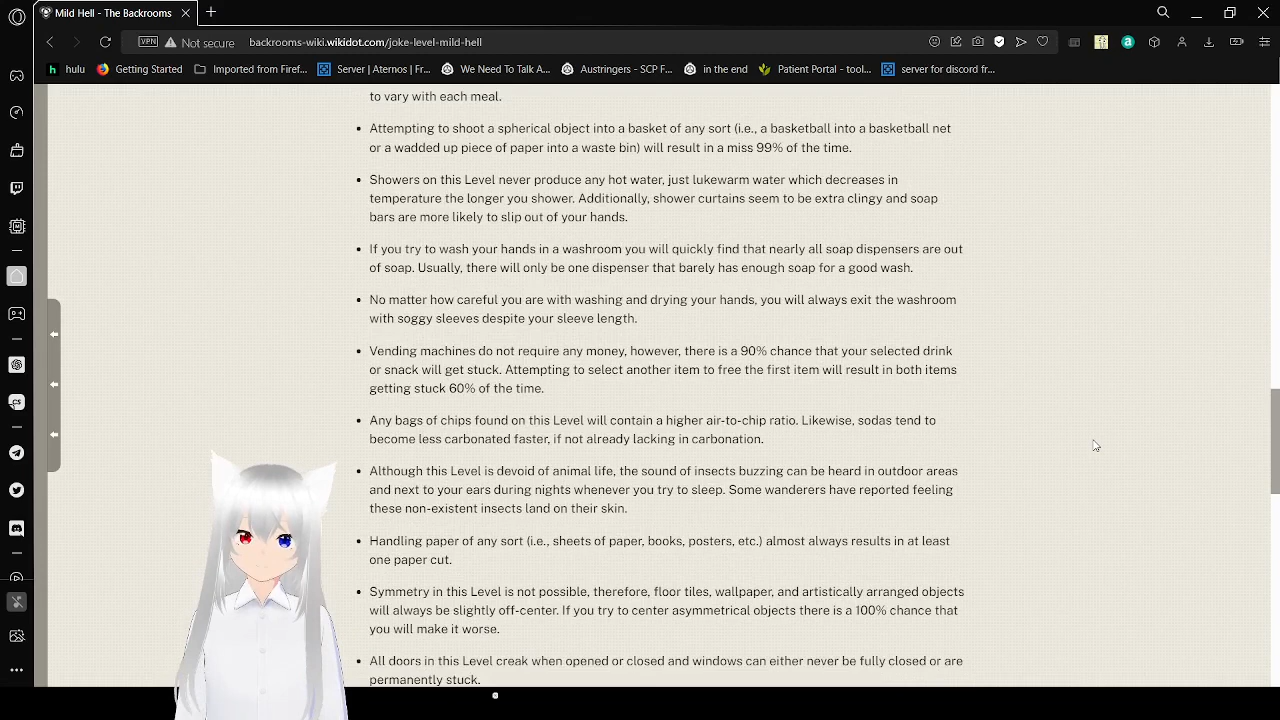 Mild Hell - The Backrooms
VPN
Not secure
backrooms-wiki.wikidot.com/joke-level-mild-hell
hulu
Getting Started
Imported from Firef...
Server | Aternos | Fr...
We Need To Talk A...
Austringers - SCP F...
in the end
Patient Portal - tool...
server for discord fr...
to vary with each meal.
Attempting to shoot a spherical object into a basket of any sort (i.e., a basketball into a basketball net
or a wadded up piece of paper into a waste bin) will result in a miss 99% of the time.
Showers on this Level never produce any hot water, just lukewarm water which decreases in
temperature the longer you shower. Additionally, shower curtains seem to be extra clingy and soap
bars are more likely to slip out of your hands.
If you try to wash your hands in a washroom you will quickly find that nearly all soap dispensers are out
of soap. Usually, there will only be one dispenser that barely has enough soap for a good wash.
No matter how careful you are with washing and drying your hands, you will always exit the washroom
with soggy sleeves despite your sleeve length.
Vending machines do not require any money, however, there is a 90% chance that your selected drink
or snack will get stuck. Attempting to select another item to free the first item will result in both items
getting stuck 60% of the time.
Any bags of chips found on this Level will contain a higher air-to-chip ratio. Likewise, sodas tend to
become less carbonated faster, if not already lacking in carbonation.
Although this Level is devoid of animal life, the sound of insects buzzing can be heard in outdoor areas
and next to your ears during nights whenever you try to sleep. Some wanderers have reported feeling
these non-existent insects land on their skin.
Handling paper of any sort (i.e., sheets of paper, books, posters, etc.) almost always results in at least
one paper cut.
Symmetry in this Level is not possible, therefore, floor tiles, wallpaper, and artistically arranged objects
will always be slightly off-center. If you try to center asymmetrical objects there is a 100% chance that
you will make it worse.
All doors in this Level creak when opened or closed and windows can either never be fully closed or are
permanently stuck.